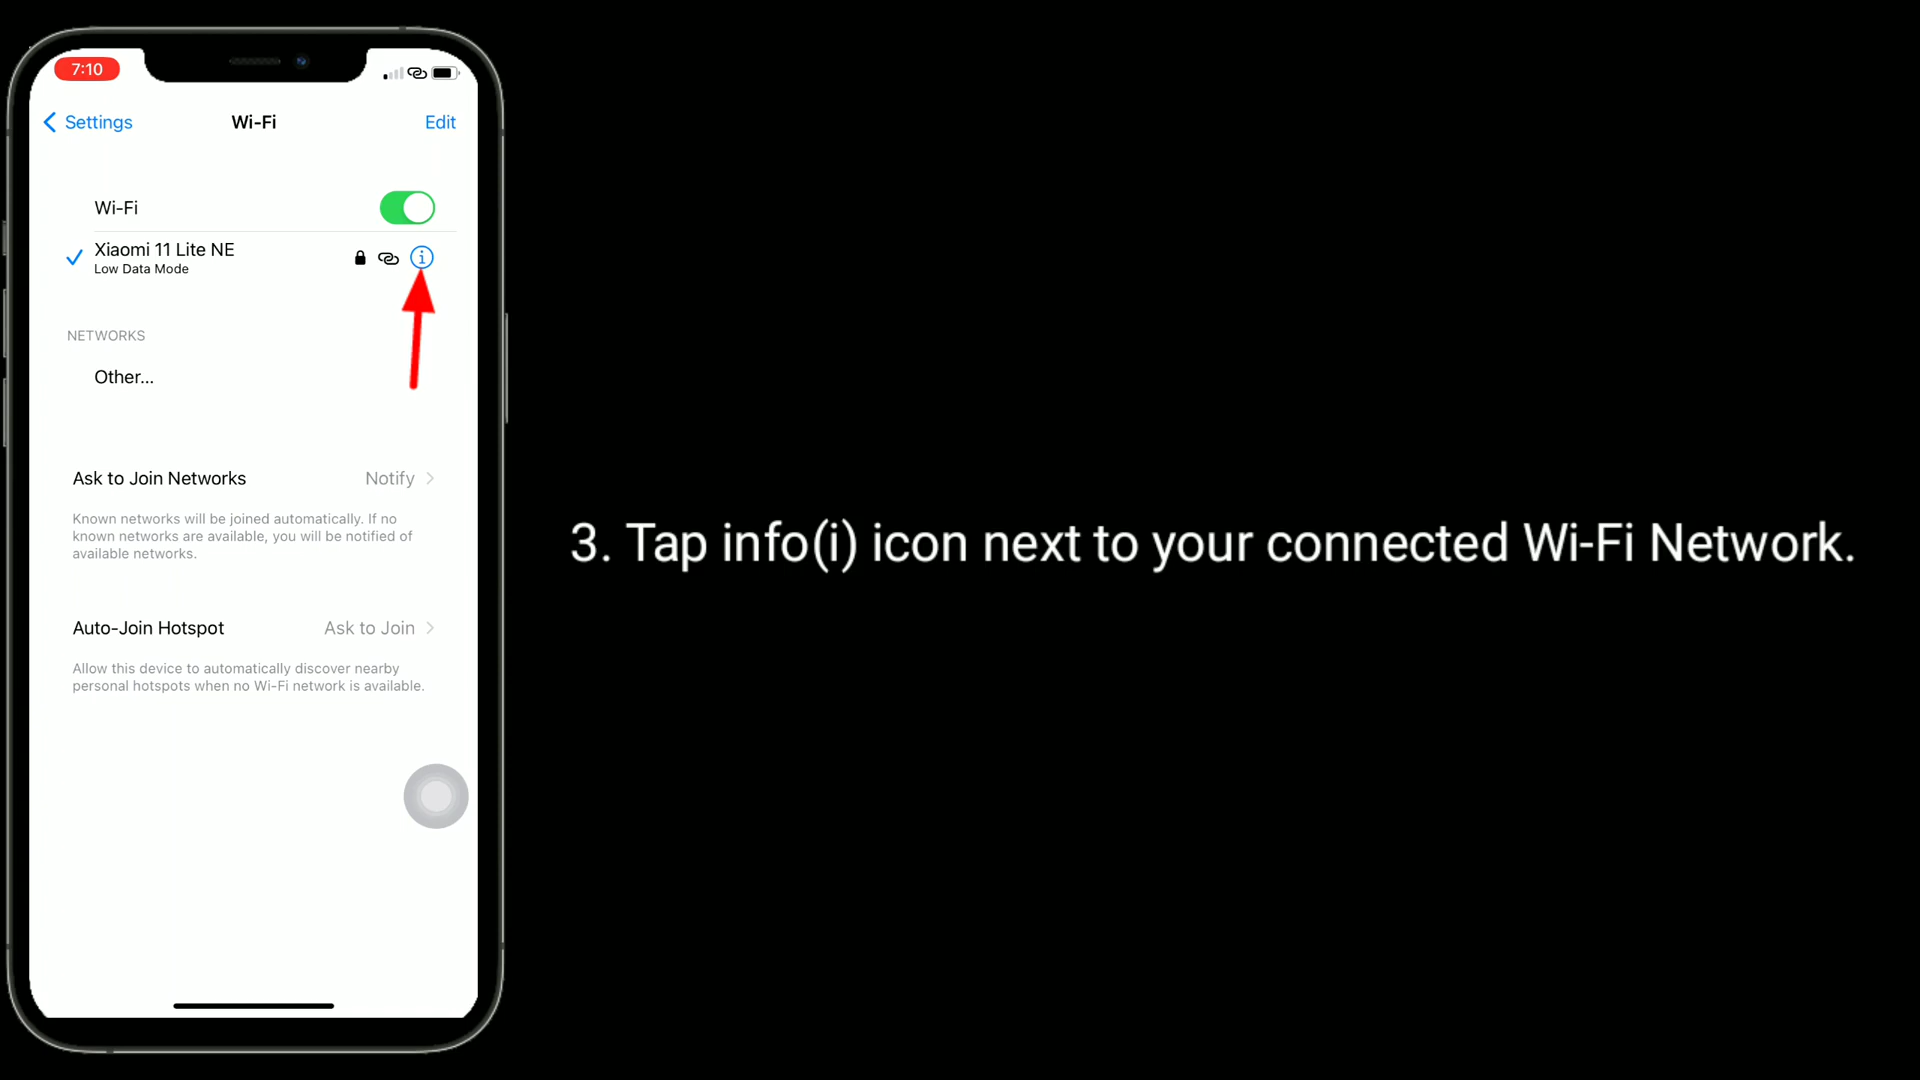 7:10
Settings
Wi-Fi
Edit
Wi-Fi
Xiaomi 11 Lite NE
Low Data Mode
NETWORKS
Other...
Ask to Join Networks
Notify
Known networks will be joined automatically. If no
known networks are available, you will be notified of
available networks.
Auto-Join Hotspot
Ask to Join
Allow this device to automatically discover nearby
personal hotspots when no Wi-Fi network is available.
3. Tap info(i) icon next to your connected Wi-Fi Network.